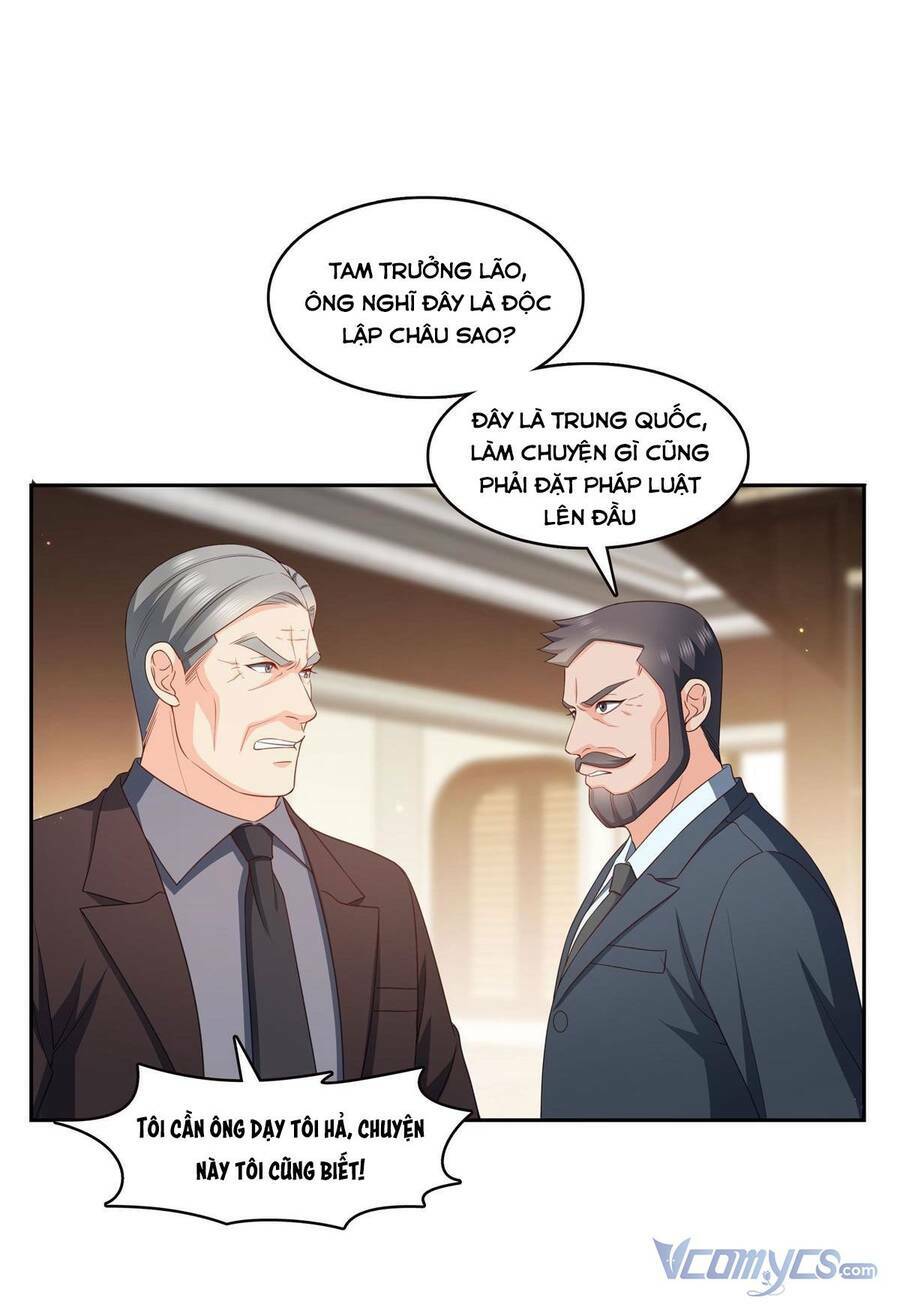 TAM TRƯỞNG LÃO,
ÔNG NGHĨ ĐÂY LÀ ĐỘC
LẬP CHÂU SAO?
ĐÂY LÀ TRUNG QUỐC,
LÀM CHUYỆN GÌ CŨNG
PHẢI ĐẶT PHÁP LUẬT
LÊN ĐẦU
TÔI CẦN ÔNG DẠY TÔI HẢ, CHUYỆN
NÀY TÔI CŨNG BIẾT!
VCOMYCS.com